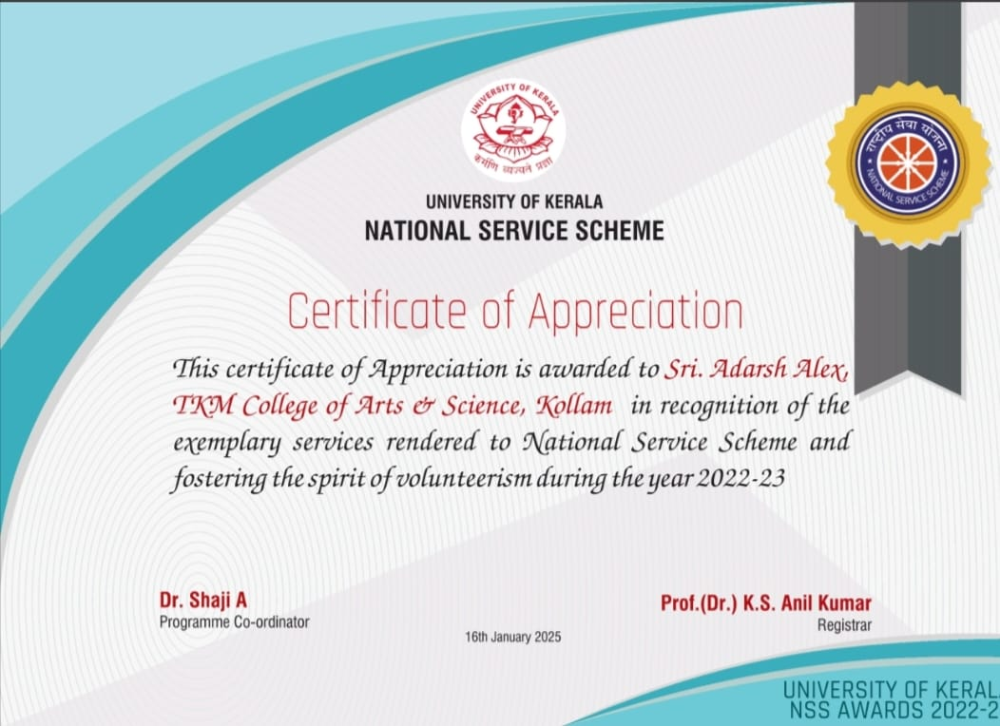 UNIVERSITY OF KERALA
कर्मणि व्यज्यते प्रज्ञा
राष्ट्रीय सेवा योजना
NATIONAL SERVICE SCHEME
UNIVERSITY OF KERALA
NATIONAL SERVICE SCHEME
Certificate of Appreciation
This certificate of Appreciation is awarded to Sri. Adarsh Alex,
TKM College of Arts & Science, Kollam in recognition of the
exemplary services rendered to National Service Scheme and
fostering the spirit of volunteerism during the year 2022-23
Dr. Shaji A
Programme Co-ordinator
Prof.(Dr.) K.S. Anil Kumar
Registrar
16th January 2025
UNIVERSITY OF KERAL
NSS AWARDS 2022-2